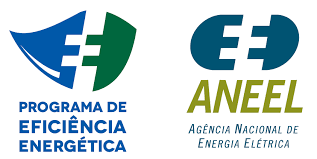 PROGRAMA DE
EFICIÊNCIA
ENERGÉTICA
ANEEL
AGÊNCIA NACIONAL DE
ENERGIA ELÉTRICA